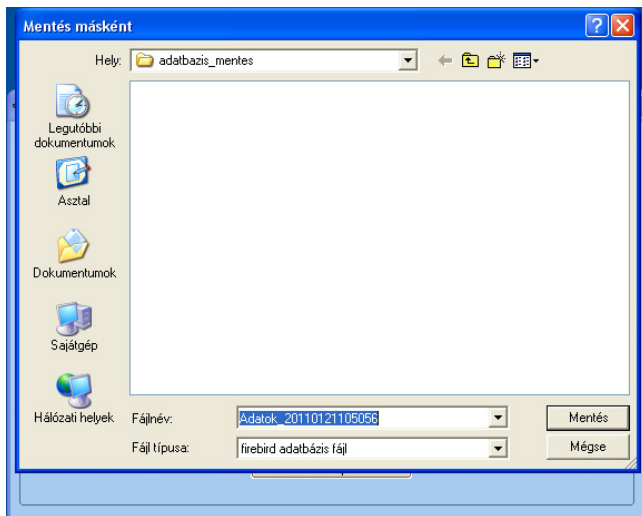 Mentés másként
Hely:
adatbazis_mentes
Legutóbbi
dokumentumok
Asztal
Dokumentumok
Sajátgép
Hálózati helyek
Fájlnév:
Adatok_20110121105056
Mentés
Fájl típusa:
firebird adatbázis fájl
Mégse